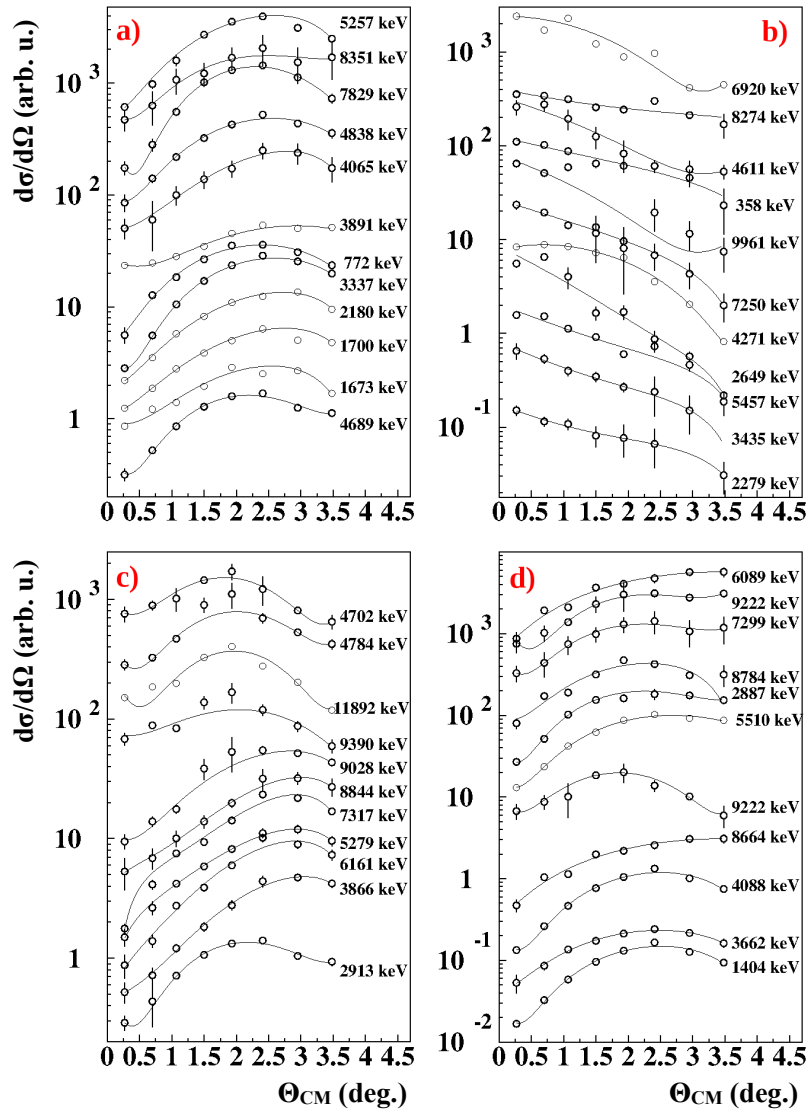 a)
dσ/dΩ (arb. u.)
10³
10²
10
1
5257 keV
8351 keV
7829 keV
4838 keV
4065 keV
3891 keV
772 keV
3337 keV
2180 keV
1700 keV
1673 keV
4689 keV
0 0.5 1 1.5 2 2.5 3 3.5 4 4.5
b)
10³
10²
10
1
10⁻¹
6920 keV
8274 keV
4611 keV
358 keV
9961 keV
7250 keV
4271 keV
2649 keV
5457 keV
3435 keV
2279 keV
0 0.5 1 1.5 2 2.5 3 3.5 4 4.5
c)
dσ/dΩ (arb. u.)
10³
10²
10
1
4702 keV
4784 keV
11892 keV
9390 keV
9028 keV
8844 keV
7317 keV
5279 keV
6161 keV
3866 keV
2913 keV
0 0.5 1 1.5 2 2.5 3 3.5 4 4.5
Θ_CM (deg.)
d)
10³
10²
10
1
10⁻¹
10⁻²
6089 keV
9222 keV
7299 keV
8784 keV
2887 keV
5510 keV
9222 keV
8664 keV
4088 keV
3662 keV
1404 keV
0 0.5 1 1.5 2 2.5 3 3.5 4 4.5
Θ_CM (deg.)